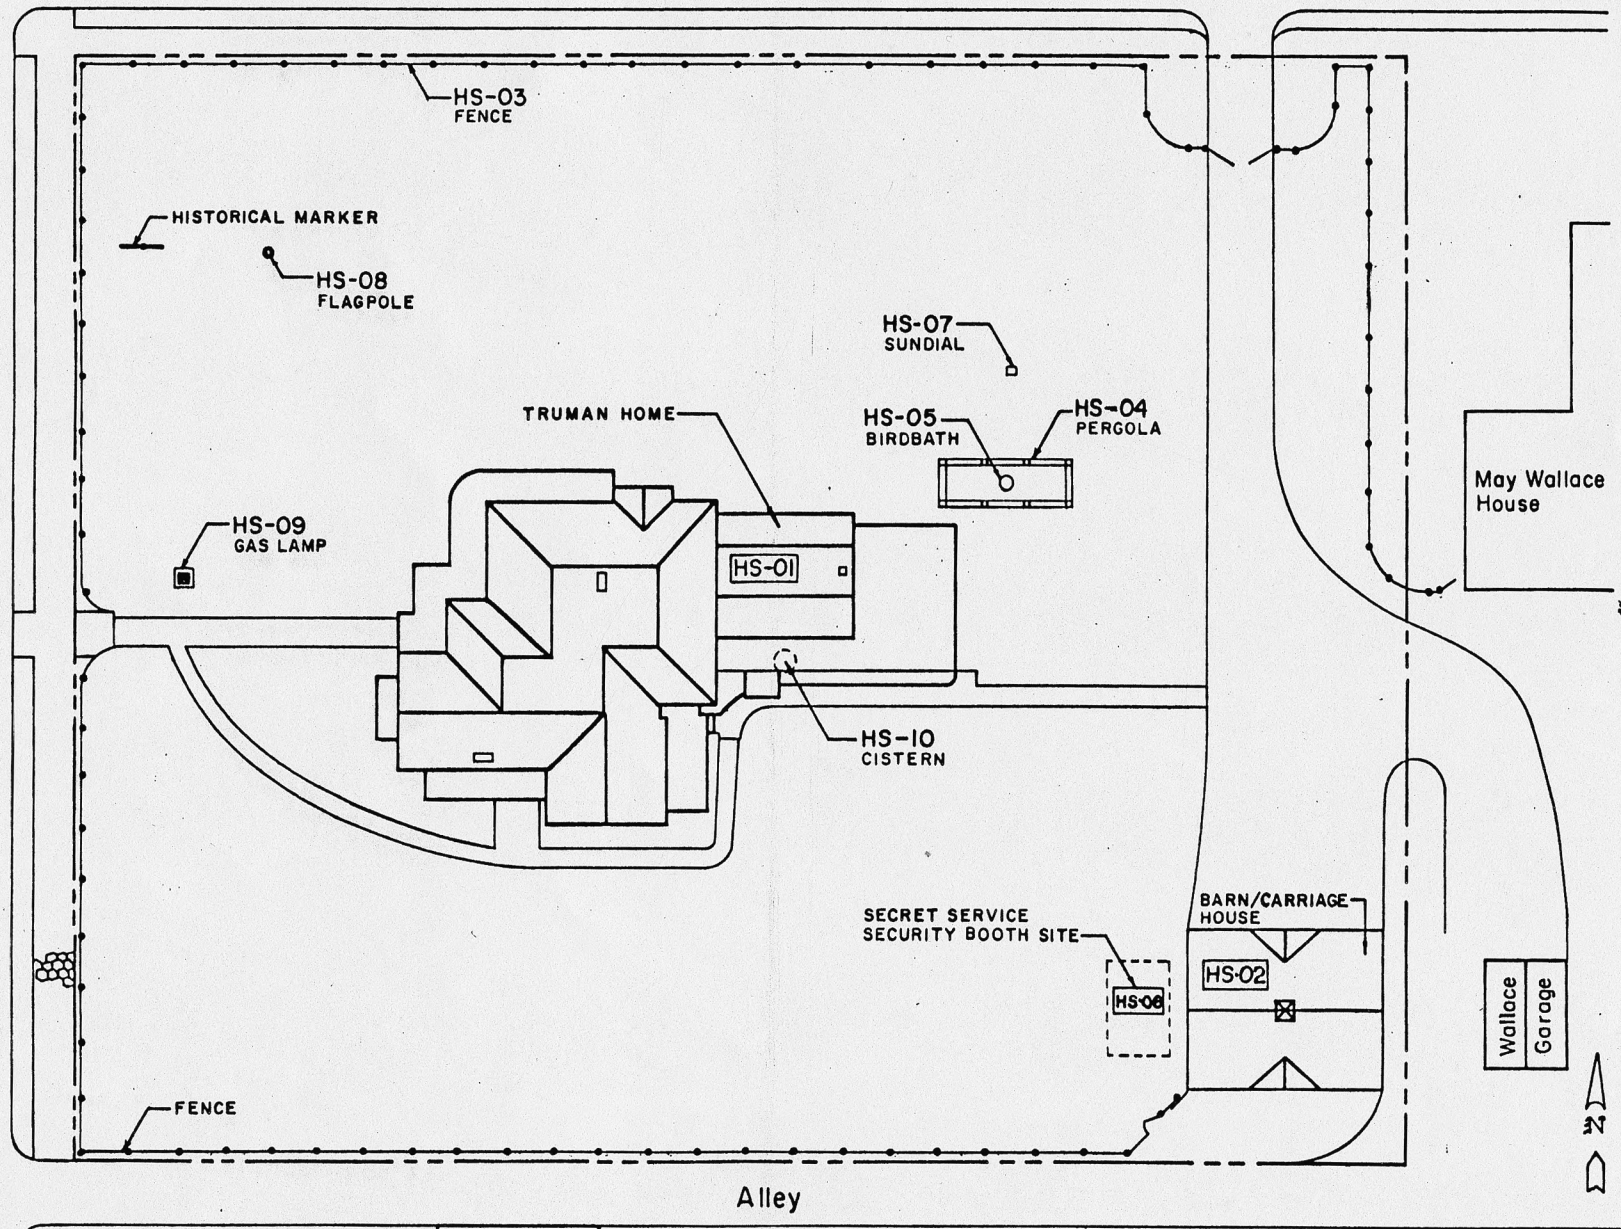 HS-03
FENCE
HISTORICAL MARKER
HS-08
FLAGPOLE
HS-07
SUNDIAL
TRUMAN HOME
HS-05
BIRDBATH
HS-04
PERGOLA
May Wallace
House
HS-09
GAS LAMP
HS-01
HS-10
CISTERN
SECRET SERVICE
SECURITY BOOTH SITE
BARN/CARRIAGE
HOUSE
HS-02
HS-06
Wallace
Garage
N
FENCE
Alley